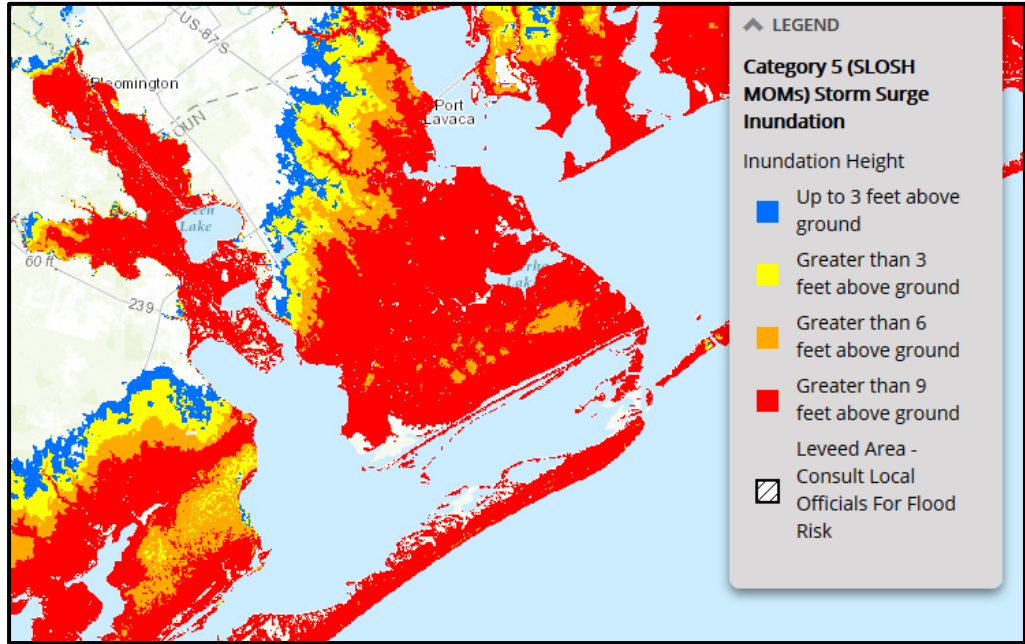 US-87-S
Bloomington
OUN
Port
Lavaca
Lake
Lake
60 ft
239
LEGEND
Category 5 (SLOSH
MOMs) Storm Surge
Inundation
Inundation Height
Up to 3 feet above
ground
Greater than 3
feet above ground
Greater than 6
feet above ground
Greater than 9
feet above ground
Leveed Area -
Consult Local
Officials For Flood
Risk